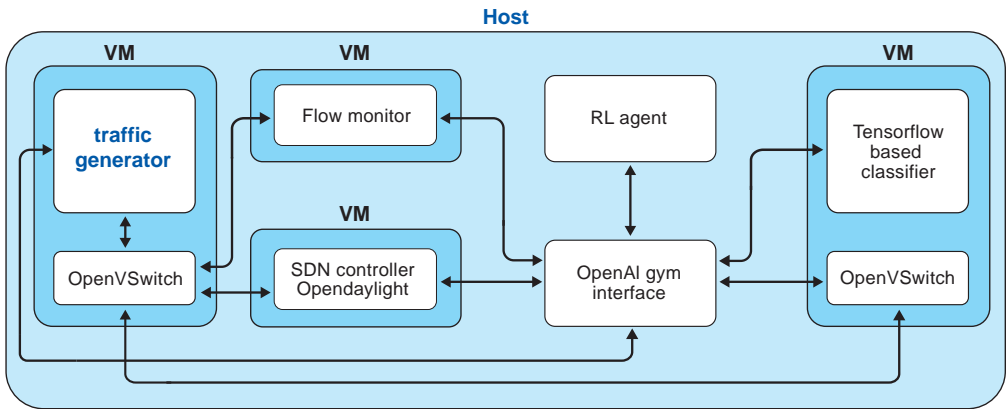 Host
VM
traffic
generator
OpenVSwitch
VM
Flow monitor
VM
SDN controller
Opendaylight
RL agent
OpenAI gym
interface
VM
Tensorflow
based
classifier
OpenVSwitch